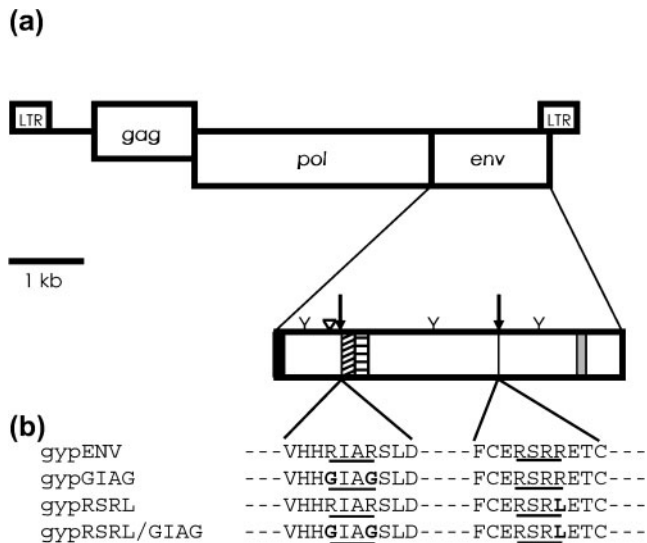 (a)
LTR LTR
gag
pol env
1 kb
Y Y Y
(b)
gypENV ---VHHRIARSLD----FCERSRRETC---
gypGIAG ---VHHGIAGSLD----FCERSRRETC---
gypRSRL ---VHHRIARSLD----FCERSRLETC---
gypRSRL/GIAG ---VHHGIAGSLD----FCERSRLETC---